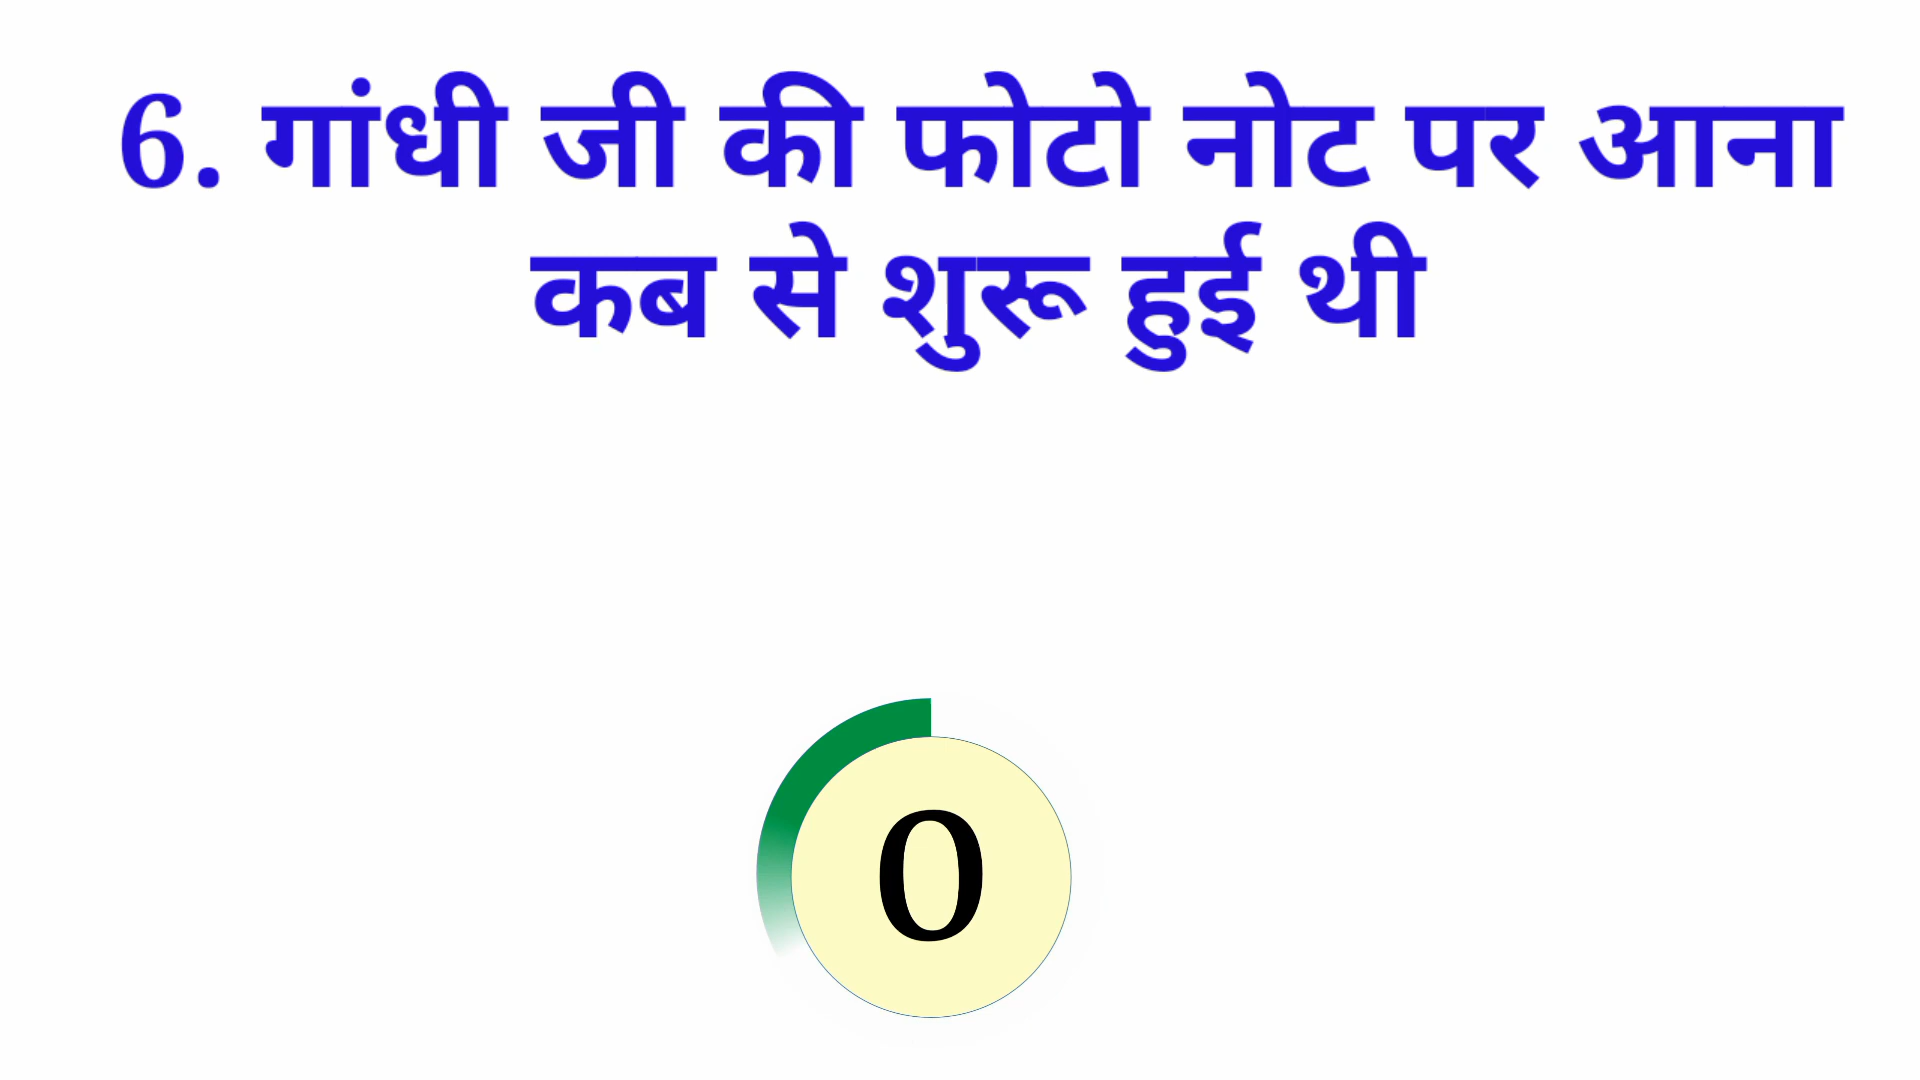 6. गांधी जी की फोटो नोट पर आना
कब से शुरू हुई थी
0